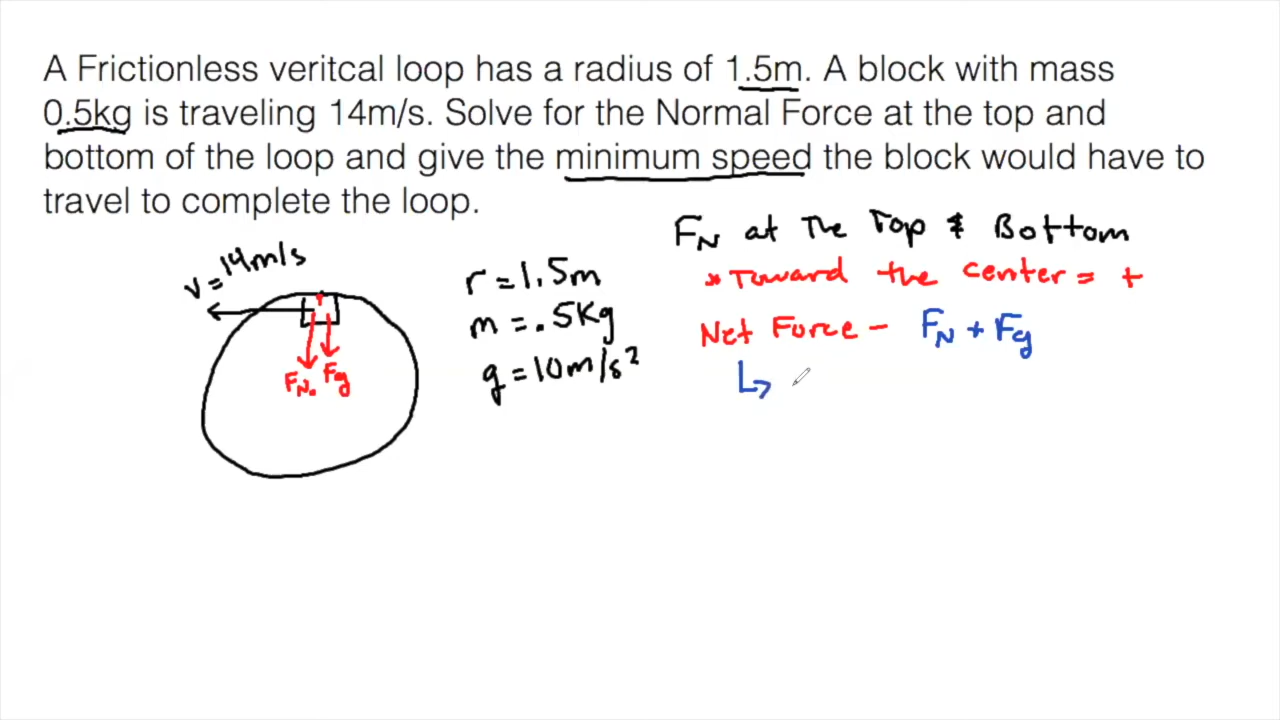 A Frictionless veritcal loop has a radius of 1.5m. A block with mass
0.5kg is traveling 14m/s. Solve for the Normal Force at the top and
bottom of the loop and give the minimum speed the block would have to
travel to complete the loop.
FN at The Top & Bottom
v=14m/s
r=1.5m
* Toward the center = +
m=.5Kg
Net Force - FN + Fg
g=10m/s²
FN. Fg